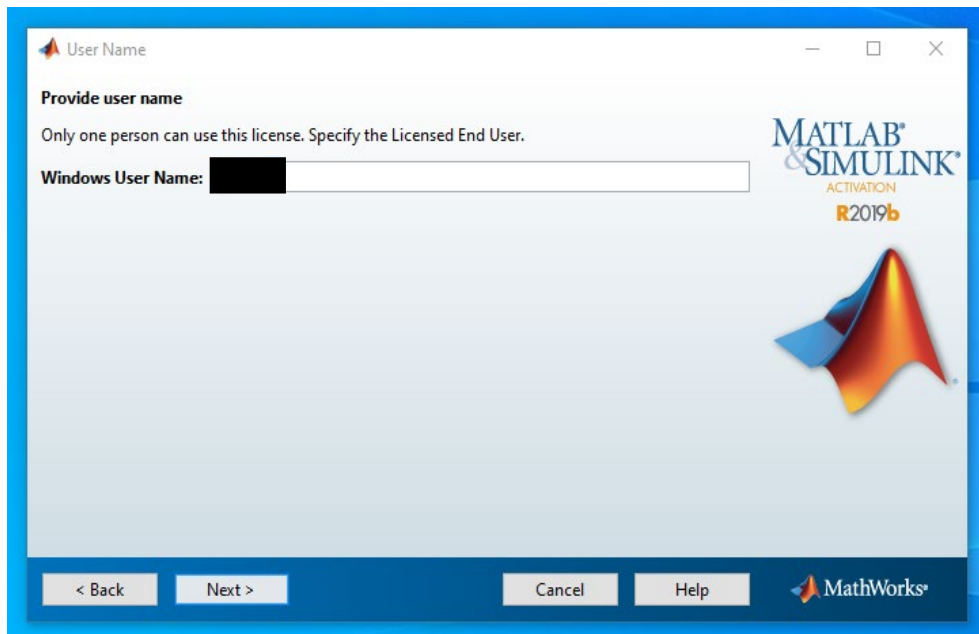 User Name
Provide user name
Only one person can use this license. Specify the Licensed End User.
Windows User Name:
MATLAB®
&SIMULINK®
ACTIVATION
R2019b
< Back
Next >
Cancel
Help
MathWorks®